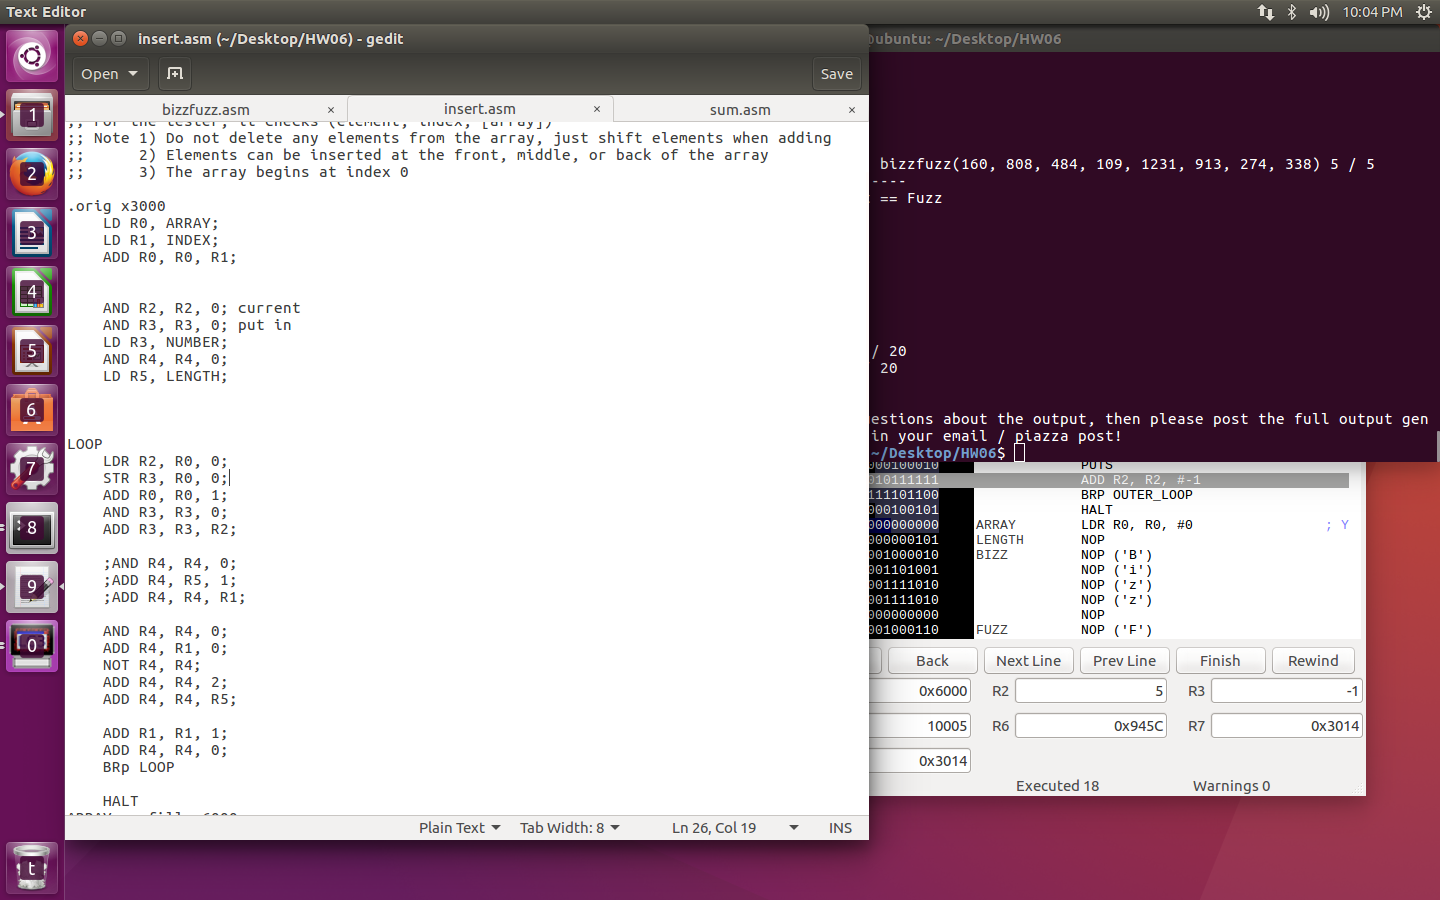 Text Editor
10:04 PM
insert.asm (~/Desktop/HW06) - gedit
ubuntu: ~/Desktop/HW06
Open
Save
bizzfuzz.asm ×
insert.asm ×
sum.asm ×
;; For the tester, it checks (element, index, [array])
;; Note 1) Do not delete any elements from the array, just shift elements when adding
;;      2) Elements can be inserted at the front, middle, or back of the array
;;      3) The array begins at index 0
.orig x3000
    LD R0, ARRAY;
    LD R1, INDEX;
    ADD R0, R0, R1;
    AND R2, R2, 0; current
    AND R3, R3, 0; put in
    LD R3, NUMBER;
    AND R4, R4, 0;
    LD R5, LENGTH;
LOOP
    LDR R2, R0, 0;
    STR R3, R0, 0;
    ADD R0, R0, 1;
    AND R3, R3, 0;
    ADD R3, R3, R2;
    ;AND R4, R4, 0;
    ;ADD R4, R5, 1;
    ;ADD R4, R4, R1;
    AND R4, R4, 0;
    ADD R4, R1, 0;
    NOT R4, R4;
    ADD R4, R4, 2;
    ADD R4, R4, R5;
    ADD R1, R1, 1;
    ADD R4, R4, 0;
    BRp LOOP
    HALT
Plain Text
Tab Width: 8
Ln 26, Col 19
INS
bizzfuzz(160, 808, 484, 109, 1231, 913, 274, 338) 5 / 5
----
== Fuzz
/ 20
20
estions about the output, then please post the full output gen
in your email / piazza post!
~/Desktop/HW06$
000100010 PUTS
010111111 ADD R2, R2, #-1
111101100 BRP OUTER_LOOP
000100101 HALT
000000000 ARRAY LDR R0, R0, #0 ; Y
000000101 LENGTH NOP
001000010 BIZZ NOP ('B')
001101001 NOP ('i')
001111010 NOP ('z')
001111010 NOP ('z')
000000000 NOP
001000110 FUZZ NOP ('F')
Back
Next Line
Prev Line
Finish
Rewind
0x6000 R2 5 R3 -1
10005 R6 0x945C R7 0x3014
0x3014
Executed 18
Warnings 0
1
2
3
4
5
6
7
8
9
0
t